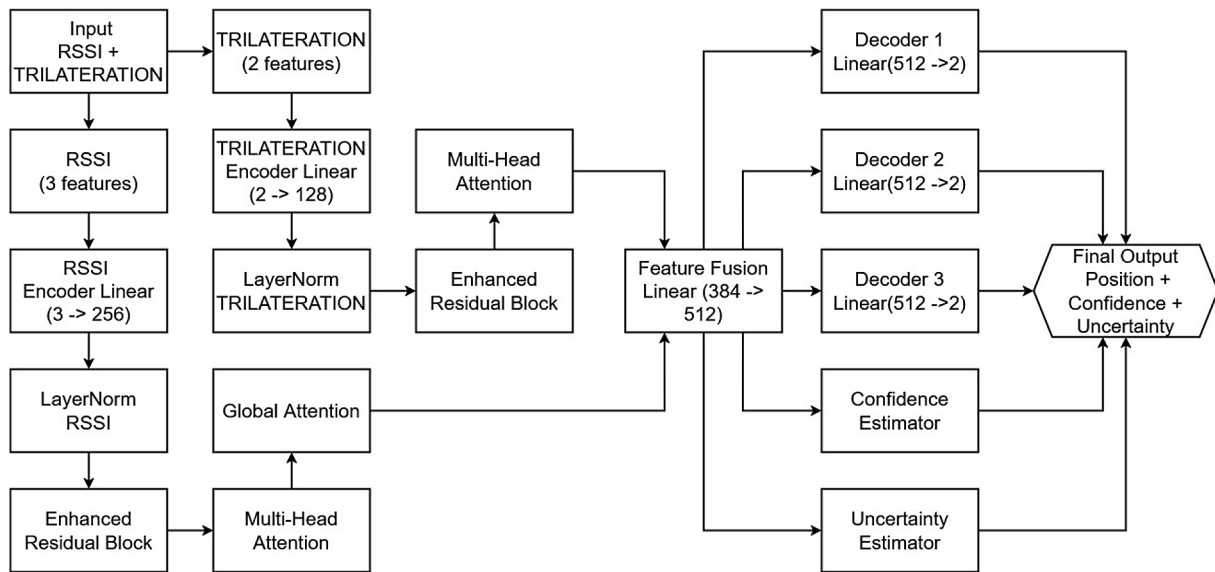 Input
RSSI +
TRILATERATION
TRILATERATION
(2 features)
RSSI
(3 features)
TRILATERATION
Encoder Linear
(2 -> 128)
RSSI
Encoder Linear
(3 -> 256)
LayerNorm
TRILATERATION
Enhanced
Residual Block
Multi-Head
Attention
LayerNorm
RSSI
Enhanced
Residual Block
Multi-Head
Attention
Global Attention
Feature Fusion
Linear (384 ->
512)
Decoder 1
Linear(512 ->2)
Decoder 2
Linear(512 ->2)
Decoder 3
Linear(512 ->2)
Confidence
Estimator
Uncertainty
Estimator
Final Output
Position +
Confidence +
Uncertainty